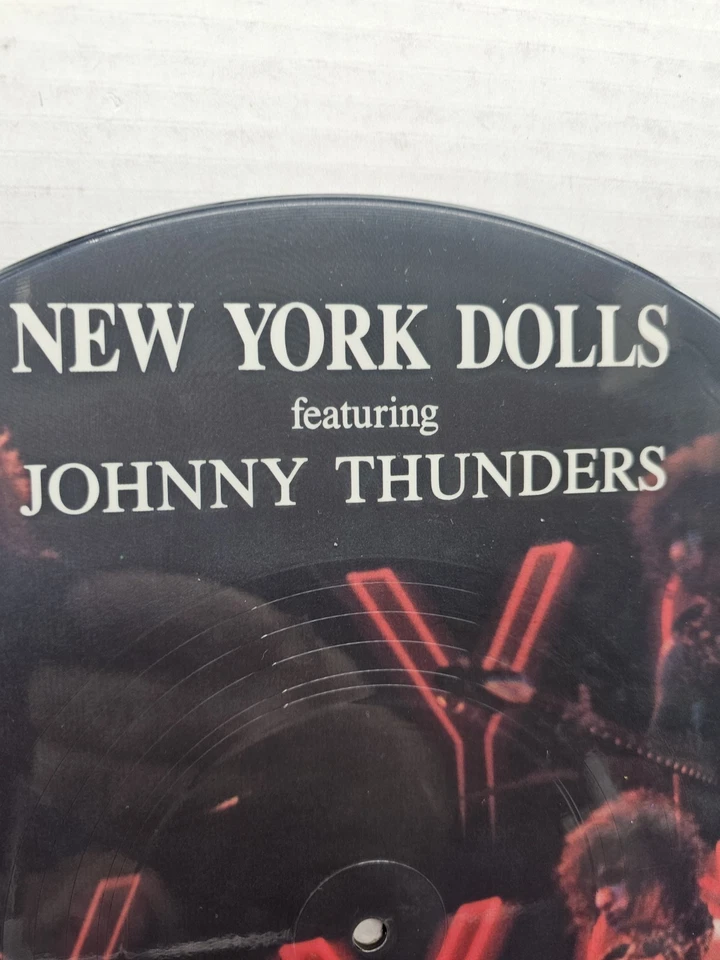 NEW YORK DOLLS
featuring
JOHNNY THUNDERS